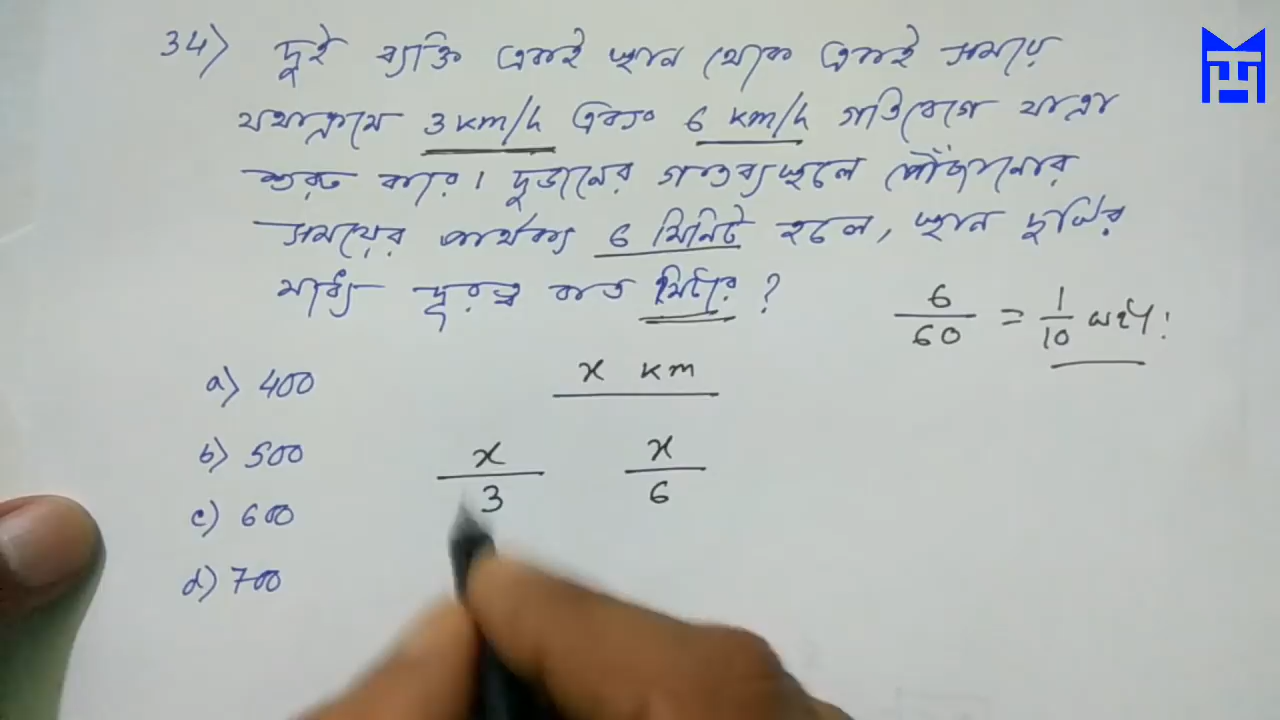 34) দুই ব্যক্তি একই স্থান থেকে একই সময়ে
যথাক্রমে 3 km/h এবং 6 km/h গতিবেগে যাত্রা
শুরু করে। দুজনের গন্তব্যস্থলে পৌঁছানোর
সময়ের পার্থক্য 6 মিনিট হলে, স্থান দুটির
মধ্যে দূরত্ব কত মিটার ?
6/60 = 1/10 ঘন্টা
a) 400
x km
b) 500
x/3 x/6
c) 600
d) 700